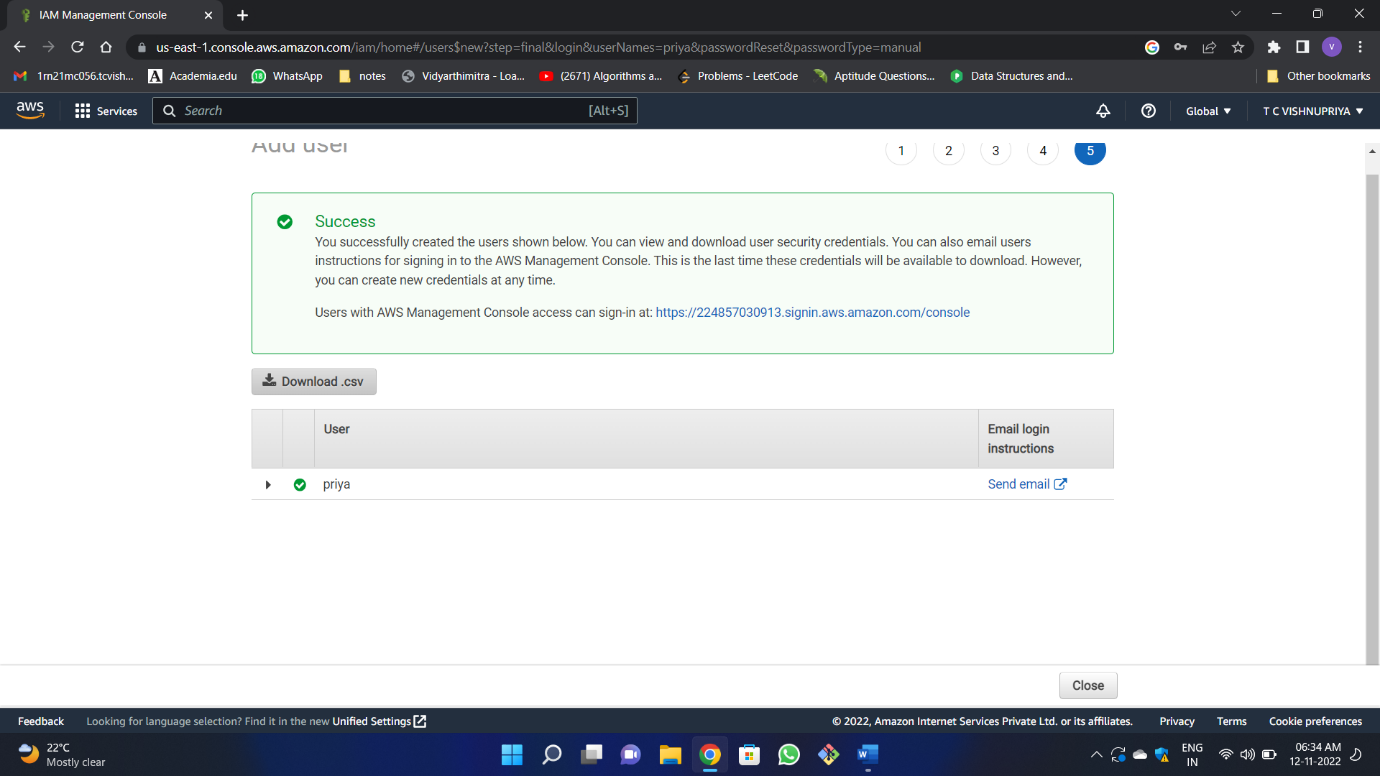 IAM Management Console
us-east-1.console.aws.amazon.com/iam/home#/users$new?step=final&login&userNames=priya&passwordReset&passwordType=manual
V
1rn21mc056.tcvish... Academia.edu WhatsApp notes Vidyarthimitra - Loa... (2671) Algorithms a... Problems - LeetCode Aptitude Questions... Data Structures and... Other bookmarks
aws Services Search [Alt+S] Global ▼ T C VISHNUPRIYA ▼
Add user 1 2 3 4 5
Success
You successfully created the users shown below. You can view and download user security credentials. You can also email users
instructions for signing in to the AWS Management Console. This is the last time these credentials will be available to download. However,
you can create new credentials at any time.
Users with AWS Management Console access can sign-in at: https://224857030913.signin.aws.amazon.com/console
Download .csv
User Email login
instructions
priya Send email
Close
Feedback Looking for language selection? Find it in the new Unified Settings © 2022, Amazon Internet Services Private Ltd. or its affiliates. Privacy Terms Cookie preferences
22°C ENG 06:34 AM
Mostly clear IN 12-11-2022